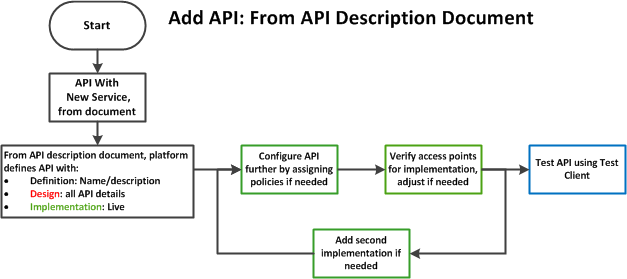 Start
Add API: From API Description Document
API With
New Service,
from document
From API description document, platform
defines API with:
• Definition: Name/description
• Design: all API details
• Implementation: Live
Configure API
further by assigning
policies if needed
Verify access points
for implementation,
adjust if needed
Test API using Test
Client
Add second
implementation if
needed